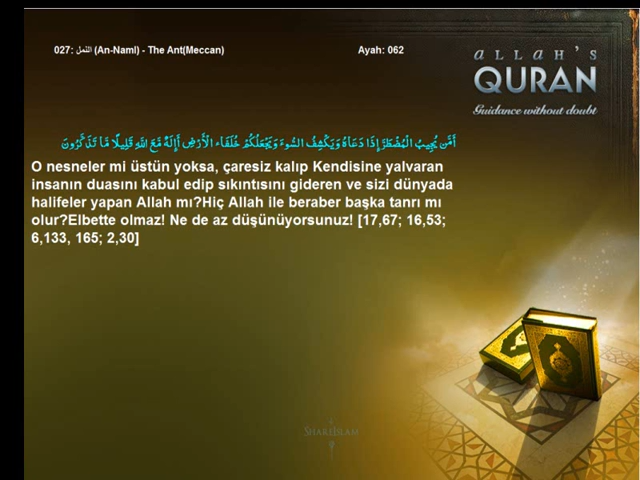 027: النمل (An-Naml) - The Ant(Meccan) Ayah: 062
ALLAH'S
QURAN
Guidance without doubt
أَمَّن يُجِيبُ الْمُضْطَرَّ إِذَا دَعَاهُ وَيَكْشِفُ السُّوءَ وَيَجْعَلُكُمْ خُلَفَاء الْأَرْضِ أَإِلَهٌ مَّعَ اللَّهِ قَلِيلًا مَّا تَذَكَّرُونَ
O nesneler mi üstün yoksa, çaresiz kalıp Kendisine yalvaran
insanın duasını kabul edip sıkıntısını gideren ve sizi dünyada
halifeler yapan Allah mı?Hiç Allah ile beraber başka tanrı mı
olur?Elbette olmaz! Ne de az düşünüyorsunuz! [17,67; 16,53;
6,133, 165; 2,30]
SHAREISLAM